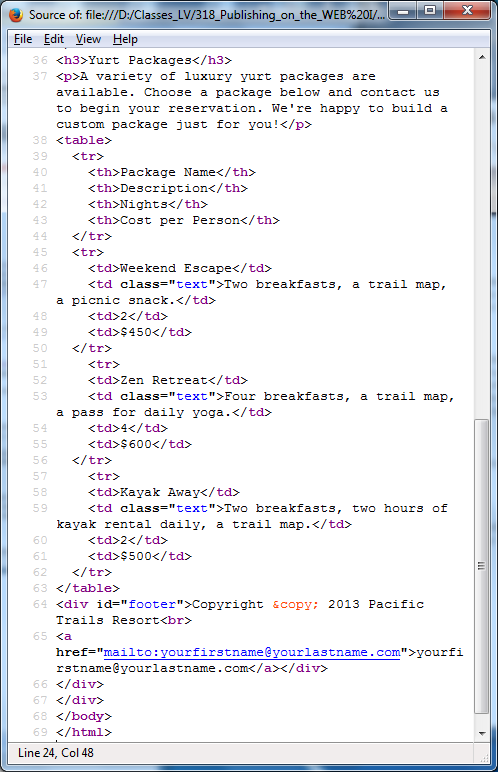 Source of: file:///D:/Classes_LV/318_Publishing_on_the_WEB%20I/...
File Edit View Help
36 <h3>Yurt Packages</h3>
37 <p>A variety of luxury yurt packages are
available. Choose a package below and contact us
to begin your reservation. We're happy to build a
custom package just for you!</p>
38 <table>
39 <tr>
40 <th>Package Name</th>
41 <th>Description</th>
42 <th>Nights</th>
43 <th>Cost per Person</th>
44 </tr>
45 <tr>
46 <td>Weekend Escape</td>
47 <td class="text">Two breakfasts, a trail map,
a picnic snack.</td>
48 <td>2</td>
49 <td>$450</td>
50 </tr>
51 <tr>
52 <td>Zen Retreat</td>
53 <td class="text">Four breakfasts, a trail map,
a pass for daily yoga.</td>
54 <td>4</td>
55 <td>$600</td>
56 </tr>
57 <tr>
58 <td>Kayak Away</td>
59 <td class="text">Two breakfasts, two hours of
kayak rental daily, a trail map.</td>
60 <td>2</td>
61 <td>$500</td>
62 </tr>
63 </table>
64 <div id="footer">Copyright &copy; 2013 Pacific
Trails Resort<br>
65 <a
href="mailto:yourfirstname@yourlastname.com">yourfi
rstname@yourlastname.com</a></div>
66 </div>
67 </div>
68 </body>
69 </html>
Line 24, Col 48